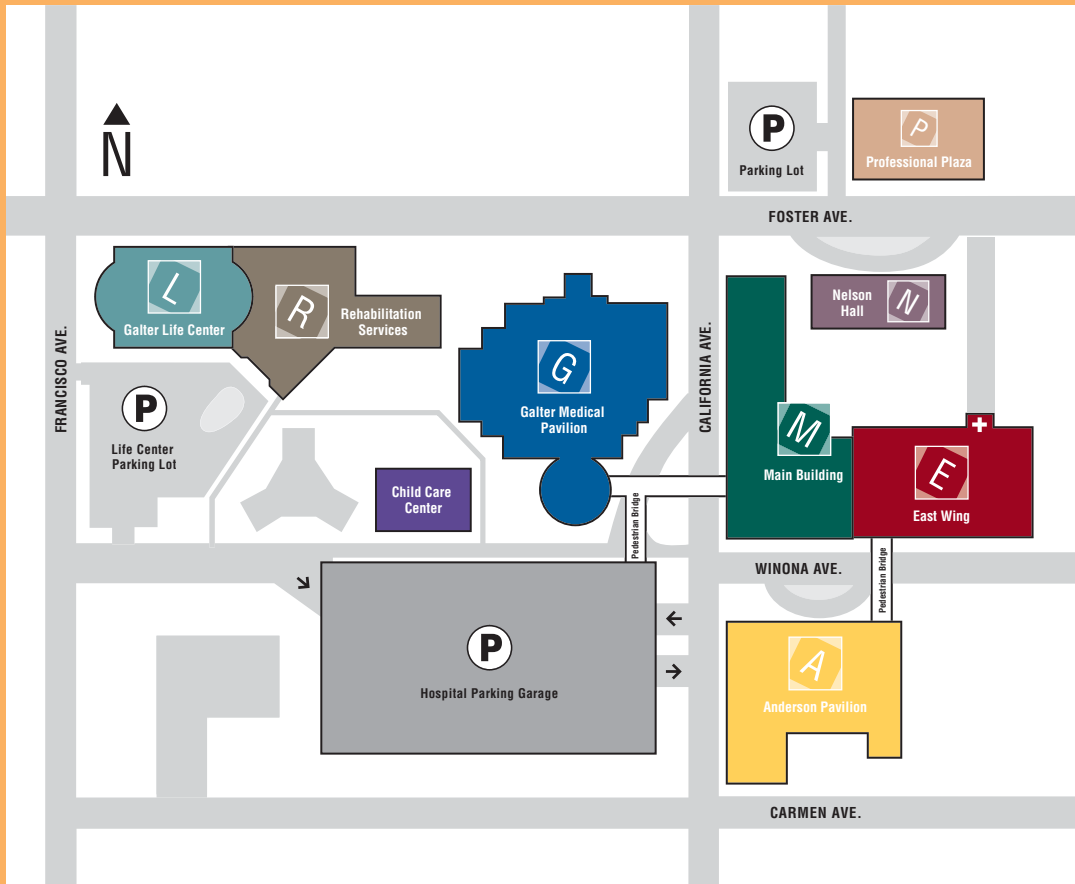 N
P
Parking Lot
P
Professional Plaza
FOSTER AVE.
L
Galter Life Center
R
Rehabilitation
Services
G
Galter Medical
Pavilion
Nelson
Hall
N
FRANCISCO AVE.
CALIFORNIA AVE.
P
Life Center
Parking Lot
Child Care
Center
M
Main Building
E
East Wing
Pedestrian Bridge
WINONA AVE.
Pedestrian Bridge
P
Hospital Parking Garage
A
Anderson Pavilion
CARMEN AVE.